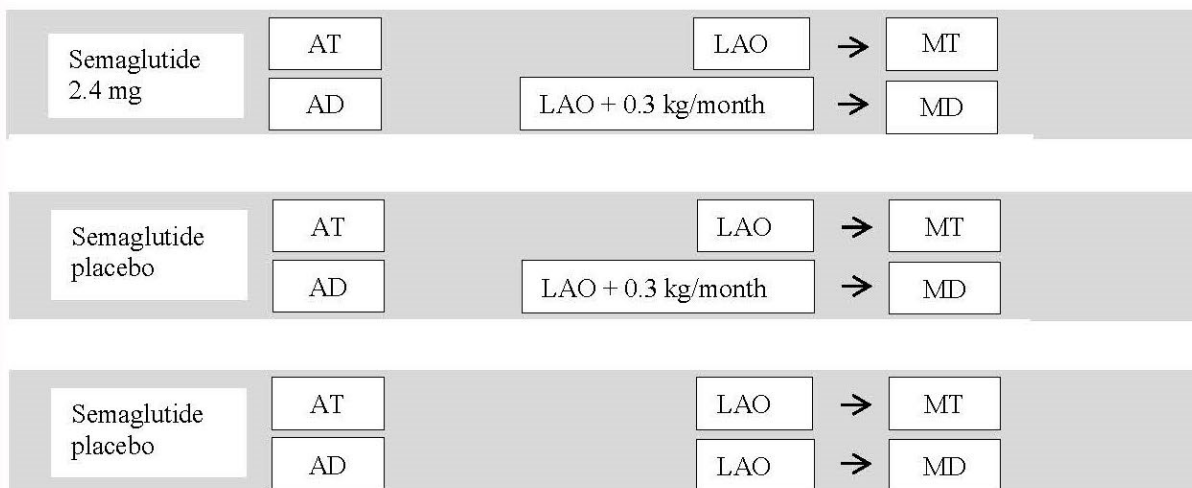 Semaglutide
2.4 mg
AT
LAO → MT
AD
LAO + 0.3 kg/month → MD
Semaglutide
placebo
AT
LAO → MT
AD
LAO + 0.3 kg/month → MD
Semaglutide
placebo
AT
LAO → MT
AD
LAO → MD